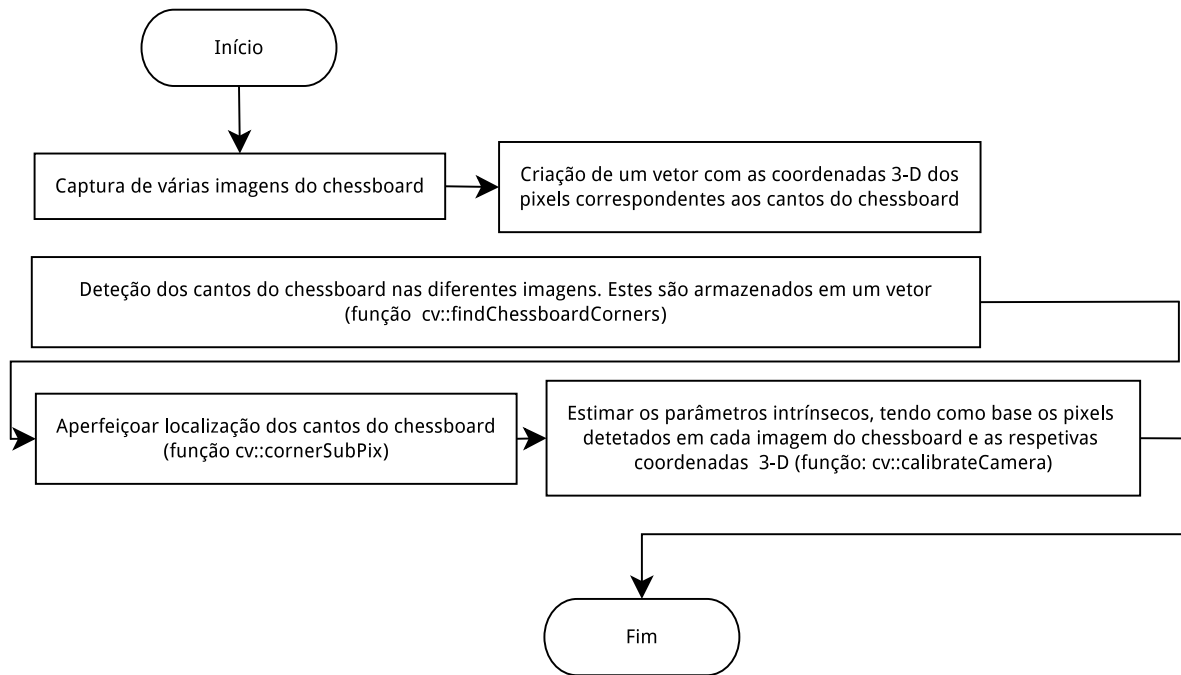 Início
Captura de várias imagens do chessboard
Criação de um vetor com as coordenadas 3-D dos
pixels correspondentes aos cantos do chessboard
Deteção dos cantos do chessboard nas diferentes imagens. Estes são armazenados em um vetor
(função cv::findChessboardCorners)
Aperfeiçoar localização dos cantos do chessboard
(função cv::cornerSubPix)
Estimar os parâmetros intrínsecos, tendo como base os pixels
detetados em cada imagem do chessboard e as respetivas
coordenadas 3-D (função: cv::calibrateCamera)
Fim